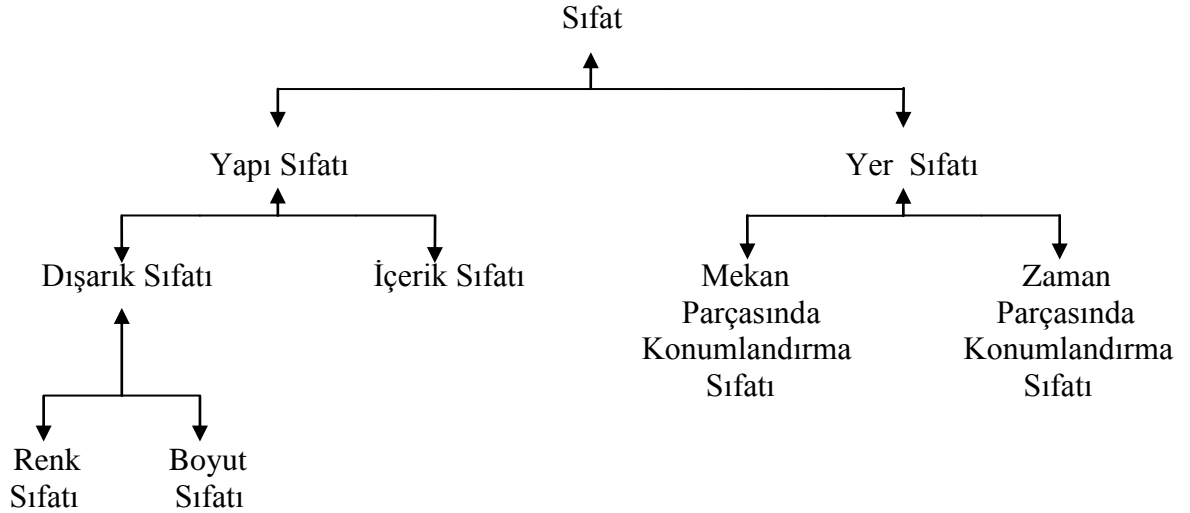 Sıfat
Yapı Sıfatı
Yer Sıfatı
Dışarık Sıfatı
İçerik Sıfatı
Mekan
Parçasında
Konumlandırma
Sıfatı
Zaman
Parçasında
Konumlandırma
Sıfatı
Renk
Sıfatı
Boyut
Sıfatı